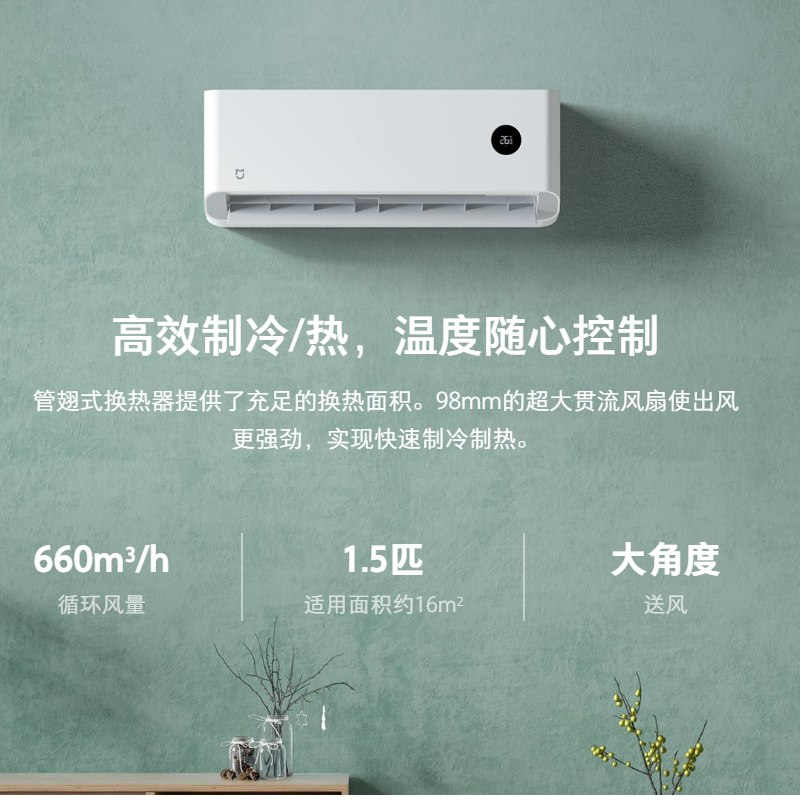 26
高效制冷/热，温度随心控制
管翅式换热器提供了充足的换热面积。98mm的超大贯流风扇使出风
更强劲，实现快速制冷制热。
660m³/h
1.5匹
大角度
循环风量
适用面积约16m²
送风